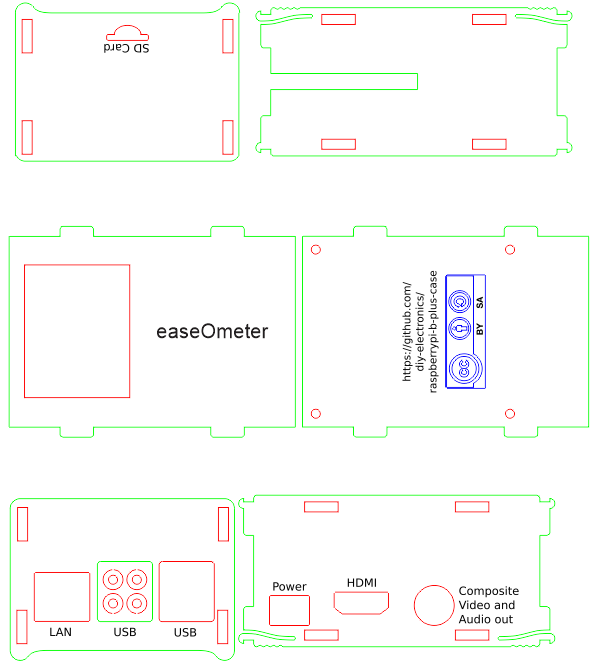 SD Card
easeOmeter
https://github.com/
diy-electronics/
raspberrypi-b-plus-case
BY SA
cc
LAN
USB
USB
Power
HDMI
Composite
Video and
Audio out